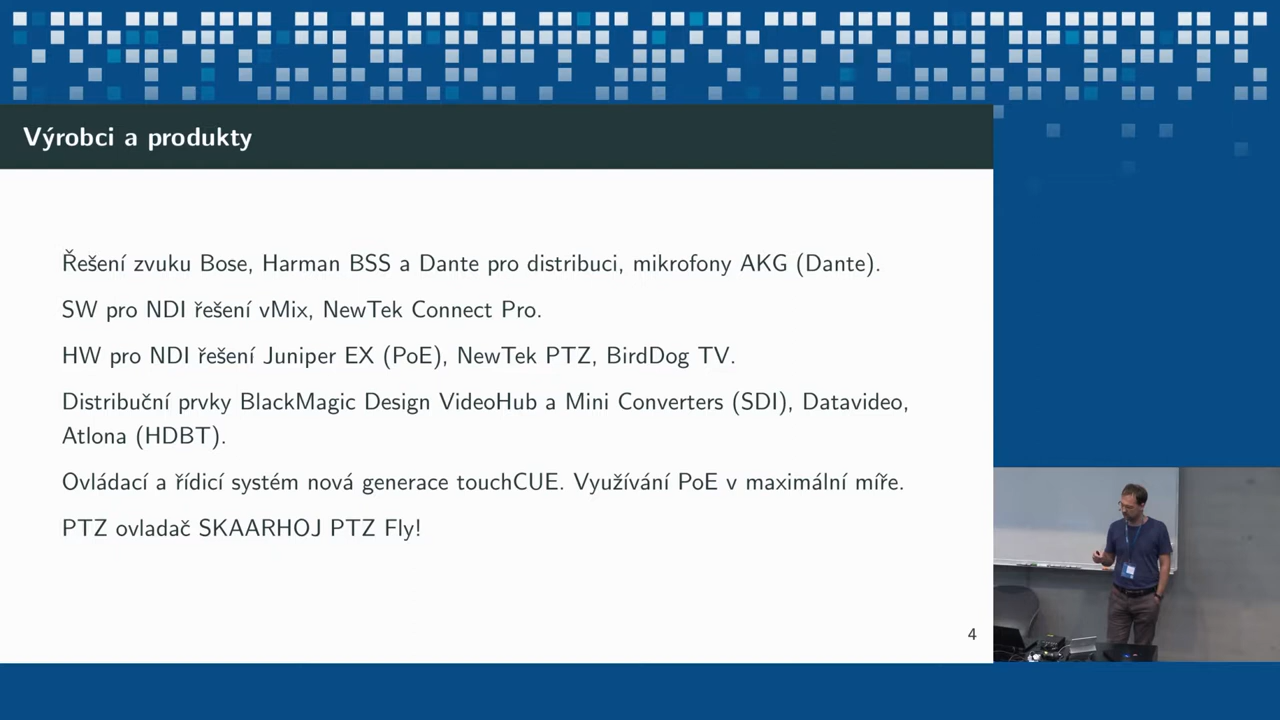 Výrobci a produkty
Řešení zvuku Bose, Harman BSS a Dante pro distribuci, mikrofony AKG (Dante).
SW pro NDI řešení vMix, NewTek Connect Pro.
HW pro NDI řešení Juniper EX (PoE), NewTek PTZ, BirdDog TV.
Distribuční prvky BlackMagic Design VideoHub a Mini Converters (SDI), Datavideo,
Atlona (HDBT).
Ovládací a řídicí systém nová generace touchCUE. Využívání PoE v maximální míře.
PTZ ovladač SKAARHOJ PTZ Fly!
4